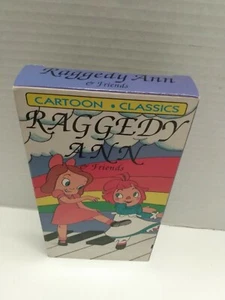 Raggedy Ann
& Friends
CARTOON • CLASSICS
RAGGEDY
ANN
& Friends